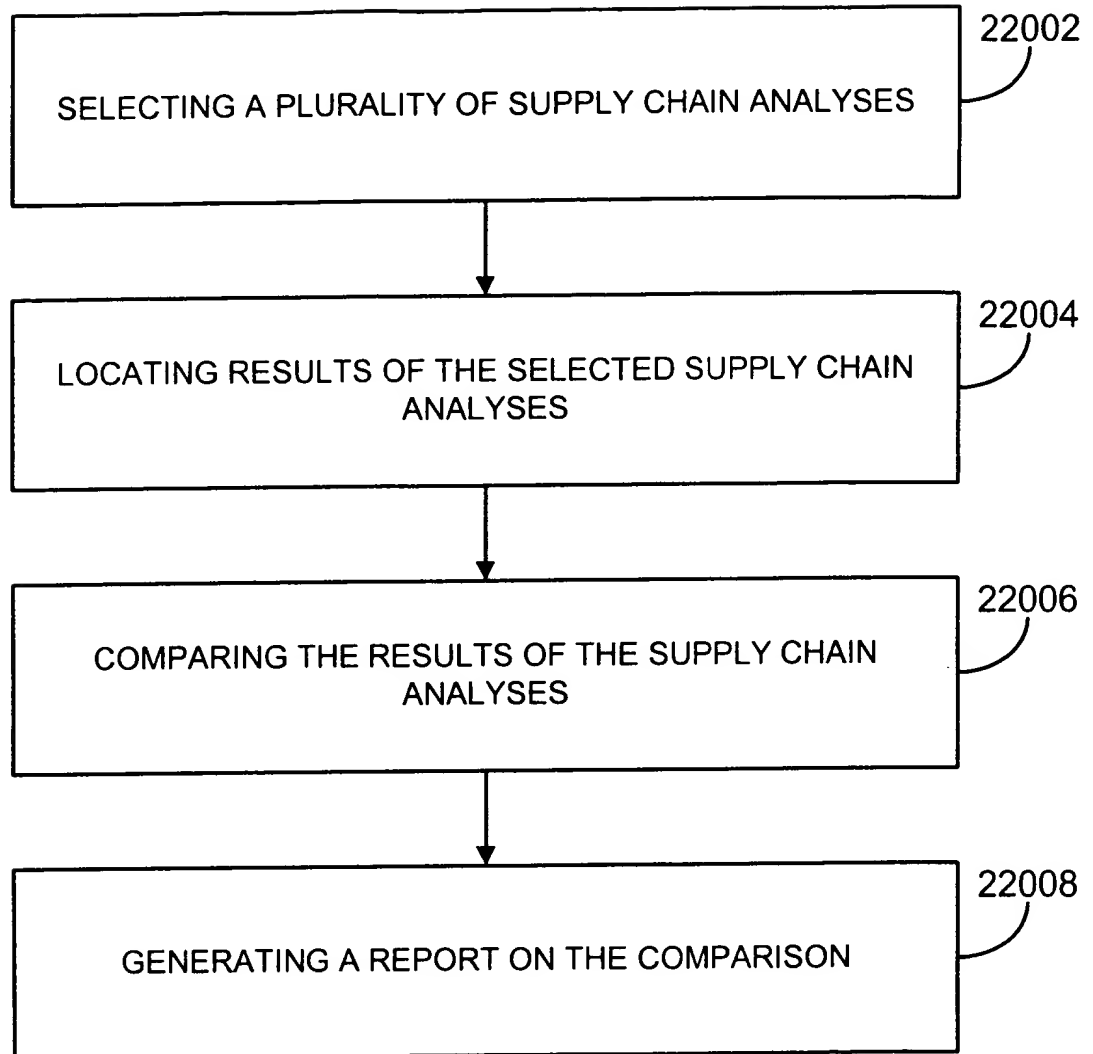 22002
SELECTING A PLURALITY OF SUPPLY CHAIN ANALYSES
22004
LOCATING RESULTS OF THE SELECTED SUPPLY CHAIN
ANALYSES
22006
COMPARING THE RESULTS OF THE SUPPLY CHAIN
ANALYSES
22008
GENERATING A REPORT ON THE COMPARISON